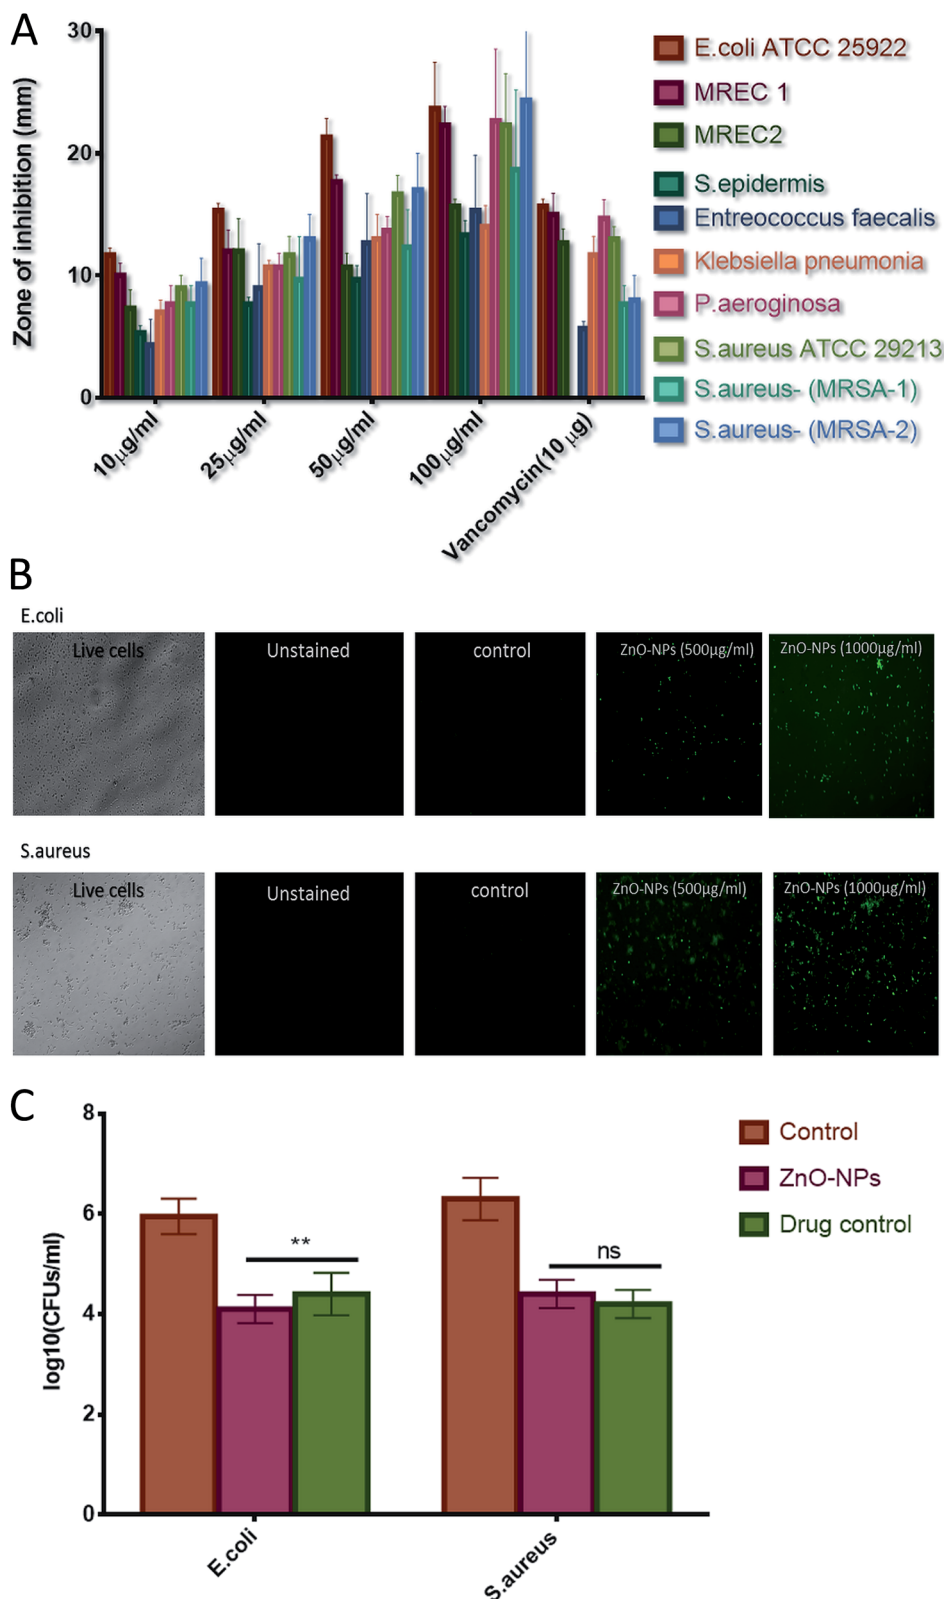 A
30
20
10
0
Zone of inhibition (mm)
10µg/ml
25µg/ml
50µg/ml
100µg/ml
Vancomycin(10 µg)
E.coli ATCC 25922
MREC 1
MREC2
S.epidermis
Entreococcus faecalis
Klebsiella pneumonia
P.aeroginosa
S.aureus ATCC 29213
S.aureus- (MRSA-1)
S.aureus- (MRSA-2)
B
E.coli
Live cells
Unstained
control
ZnO-NPs (500µg/ml)
ZnO-NPs (1000µg/ml)
S.aureus
Live cells
Unstained
control
ZnO-NPs (500µg/ml)
ZnO-NPs (1000µg/ml)
C
8
6
4
2
0
log10(CFUs/ml)
**
ns
E.coli
S.aureus
Control
ZnO-NPs
Drug control